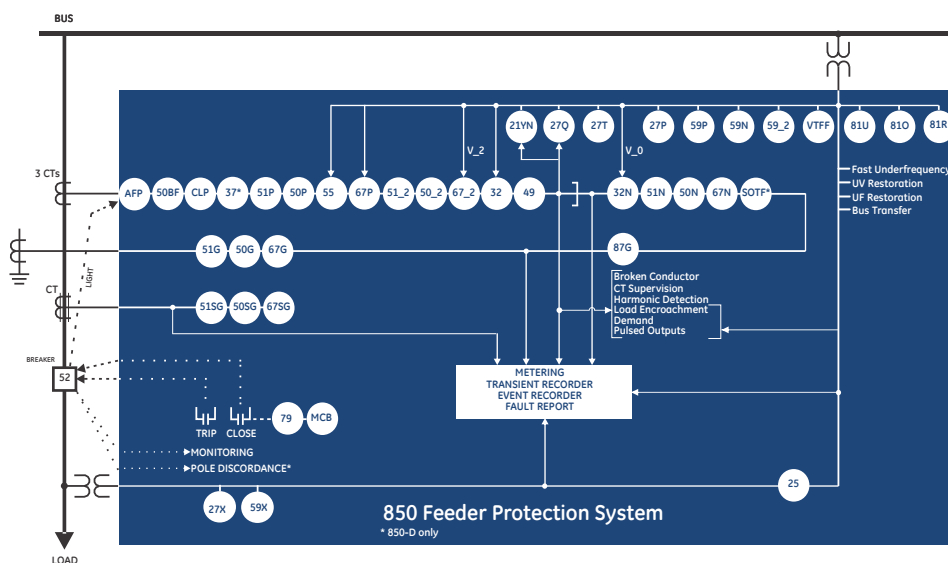 BUS
21YN 27Q 27T 27P 59P 59N 59_2 VTFF 81U 81O 81R
V_2 V_0
3 CTs
AFP 50BF CLP 37* 51P 50P 55 67P 51_2 50_2 67_2 32 49 32N 51N 50N 67N SOTF*
Fast Underfrequency
UV Restoration
UF Restoration
Bus Transfer
51G 50G 67G 87G
LIGHT
Broken Conductor
CT Supervision
Harmonic Detection
Load Encroachment
Demand
Pulsed Outputs
CT
51SG 50SG 67SG
BREAKER
52
METERING
TRANSIENT RECORDER
EVENT RECORDER
FAULT REPORT
79 MCB
TRIP CLOSE
MONITORING
POLE DISCORDANCE*
25
27X 59X
850 Feeder Protection System
* 850-D only
LOAD